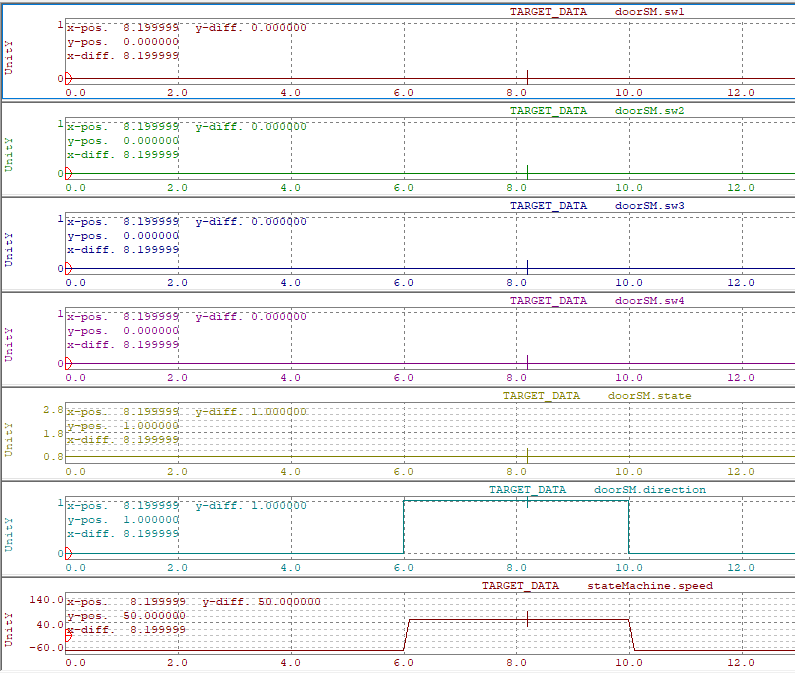 TARGET_DATA doorSM.sw1
1 x-pos. 8.199999 y-diff. 0.000000
y-pos. 0.000000
x-diff. 8.199999
UnitY
0
0.0 2.0 4.0 6.0 8.0 10.0 12.0
TARGET_DATA doorSM.sw2
1 x-pos. 8.199999 y-diff. 0.000000
y-pos. 0.000000
x-diff. 8.199999
UnitY
0
0.0 2.0 4.0 6.0 8.0 10.0 12.0
TARGET_DATA doorSM.sw3
1 x-pos. 8.199999 y-diff. 0.000000
y-pos. 0.000000
x-diff. 8.199999
UnitY
0
0.0 2.0 4.0 6.0 8.0 10.0 12.0
TARGET_DATA doorSM.sw4
1 x-pos. 8.199999 y-diff. 0.000000
y-pos. 0.000000
x-diff. 8.199999
UnitY
0
0.0 2.0 4.0 6.0 8.0 10.0 12.0
TARGET_DATA doorSM.state
2.8 x-pos. 8.199999 y-diff. 1.000000
y-pos. 1.000000
1.8
x-diff. 8.199999
UnitY
0.8
0.0 2.0 4.0 6.0 8.0 10.0 12.0
TARGET_DATA doorSM.direction
1 x-pos. 8.199999 y-diff. 1.000000
y-pos. 1.000000
x-diff. 8.199999
UnitY
0
0.0 2.0 4.0 6.0 8.0 10.0 12.0
TARGET_DATA stateMachine.speed
140.0 x-pos. 8.199999 y-diff. 50.000000
y-pos. 50.000000
40.0
x-diff. 8.199999
UnitY
-60.0
0.0 2.0 4.0 6.0 8.0 10.0 12.0